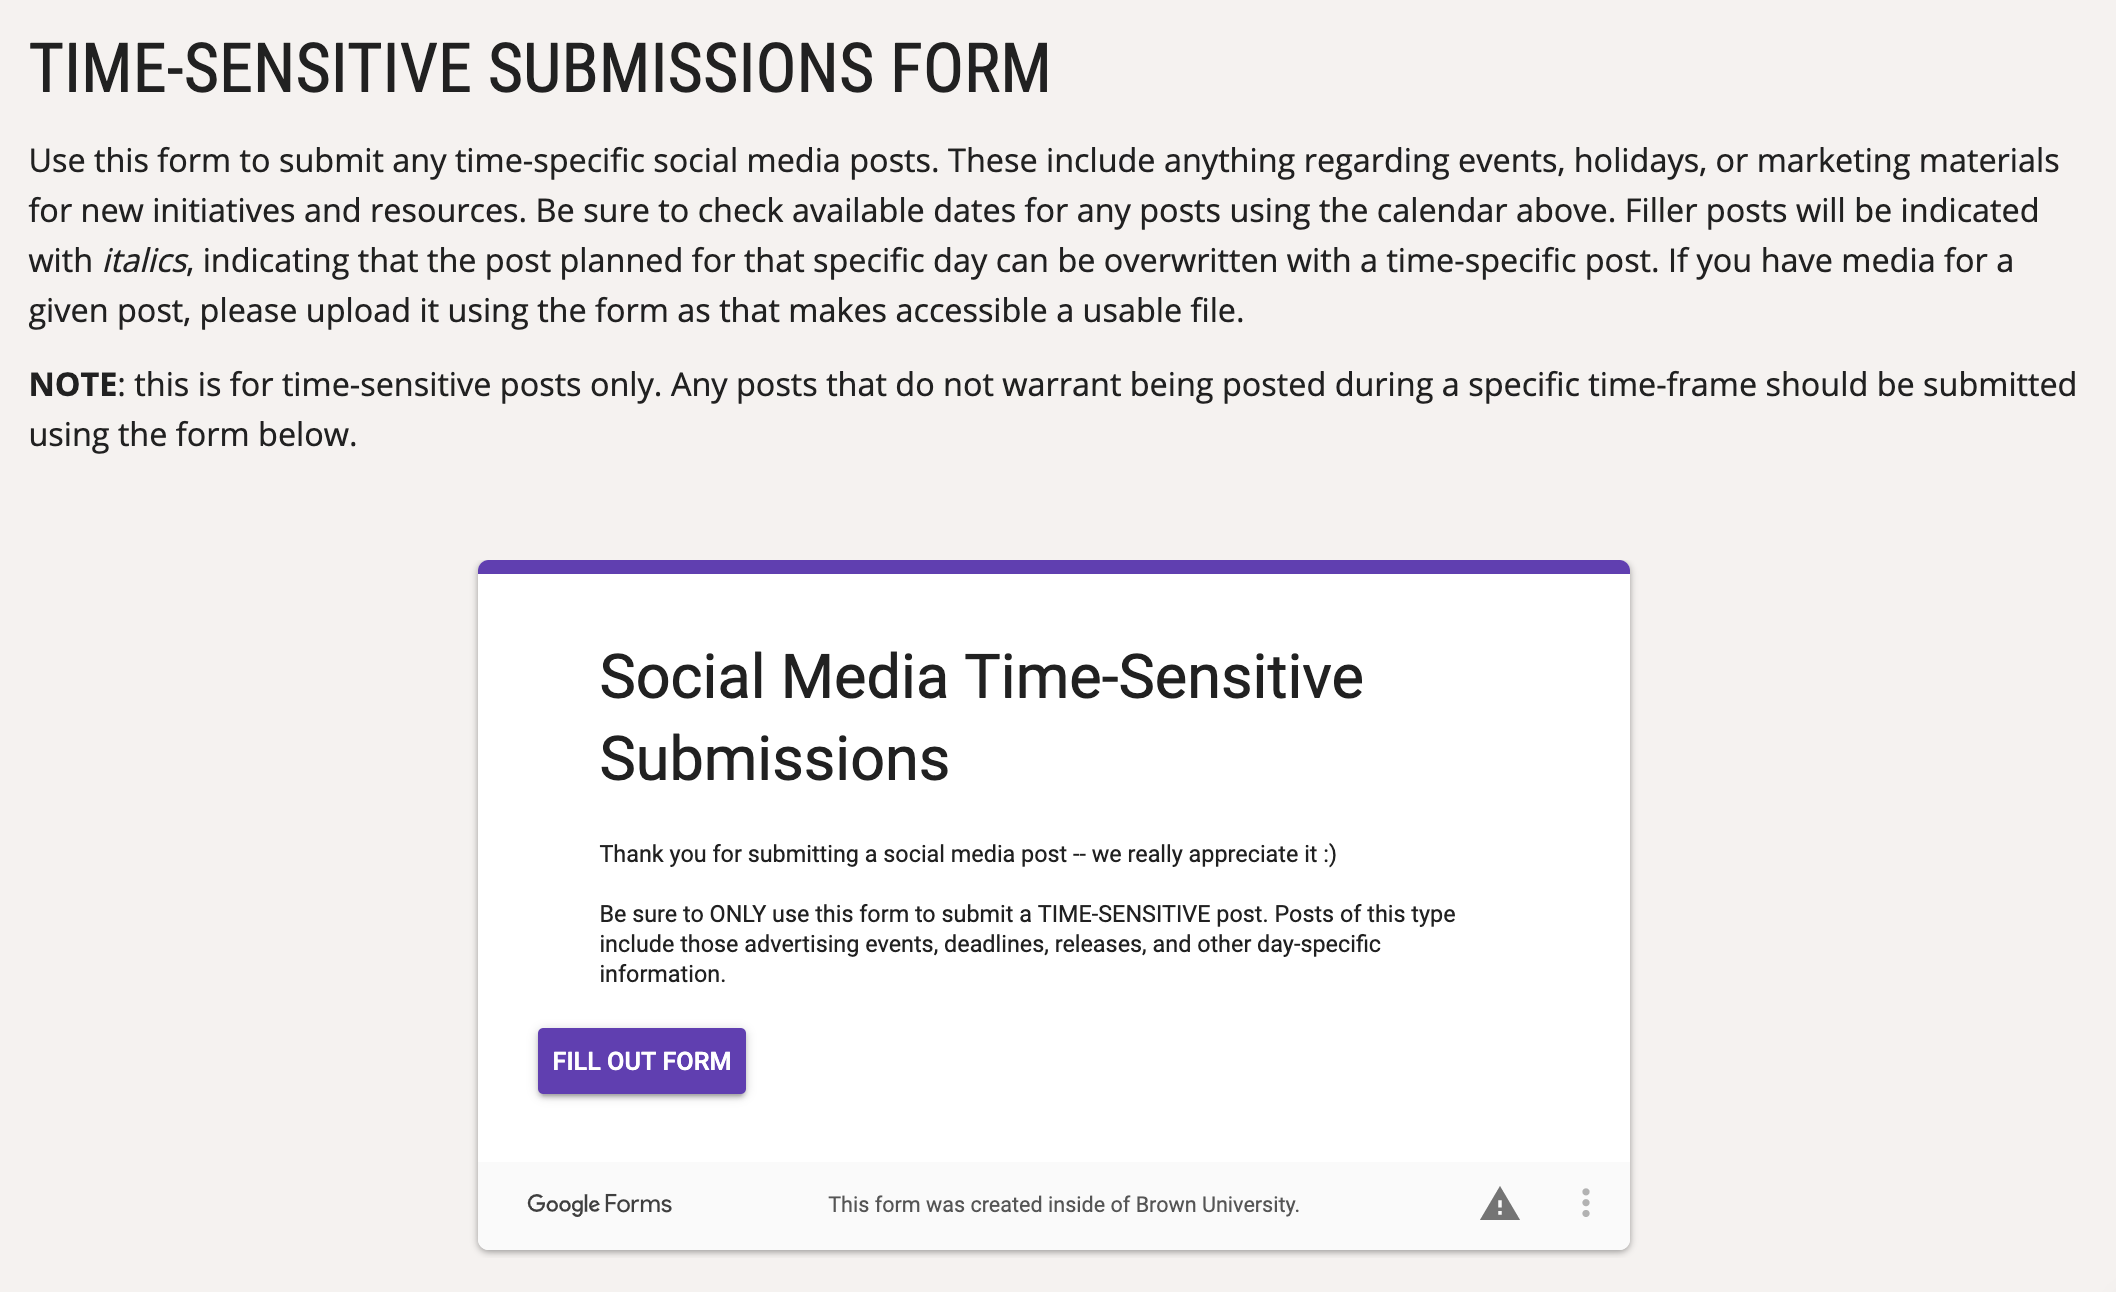 TIME-SENSITIVE SUBMISSIONS FORM
Use this form to submit any time-specific social media posts. These include anything regarding events, holidays, or marketing materials
for new initiatives and resources. Be sure to check available dates for any posts using the calendar above. Filler posts will be indicated
with italics, indicating that the post planned for that specific day can be overwritten with a time-specific post. If you have media for a
given post, please upload it using the form as that makes accessible a usable file.
NOTE: this is for time-sensitive posts only. Any posts that do not warrant being posted during a specific time-frame should be submitted
using the form below.
Social Media Time-Sensitive
Submissions
Thank you for submitting a social media post -- we really appreciate it :)
Be sure to ONLY use this form to submit a TIME-SENSITIVE post. Posts of this type
include those advertising events, deadlines, releases, and other day-specific
information.
FILL OUT FORM
Google Forms
This form was created inside of Brown University.